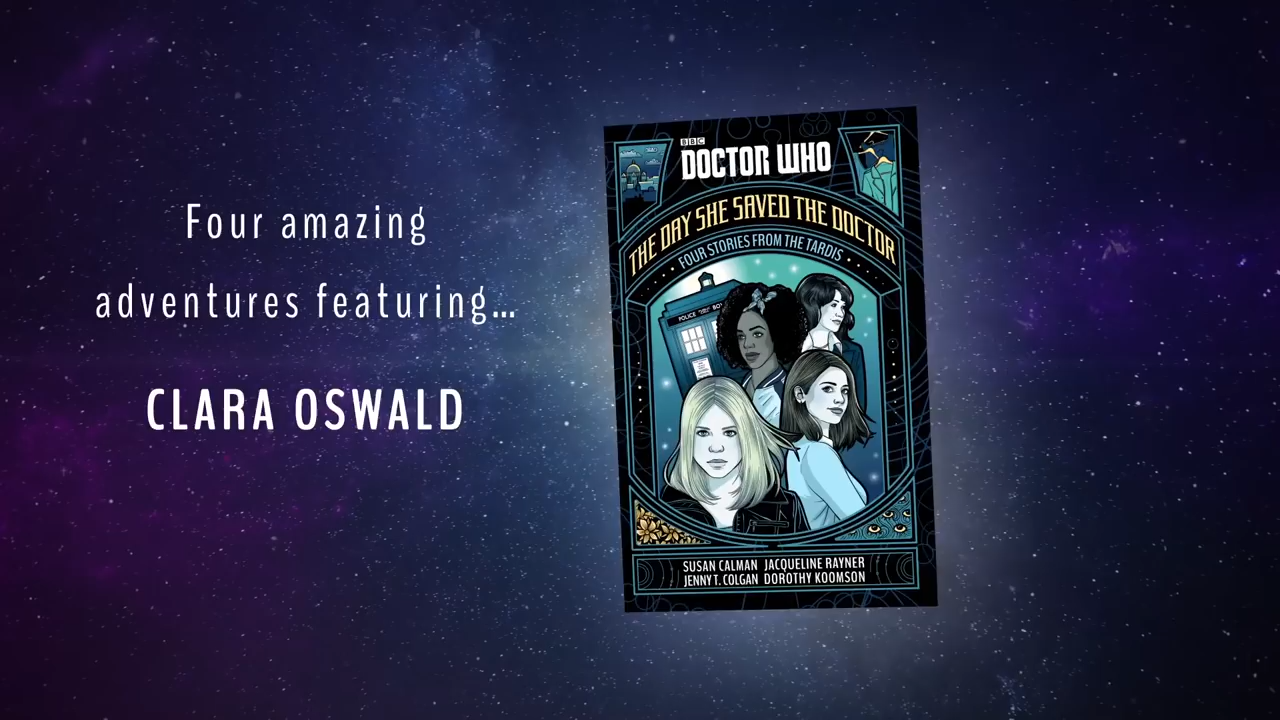 Four amazing
adventures featuring...
CLARA OSWALD
BBC
DOCTOR WHO
THE DAY SHE SAVED THE DOCTOR
FOUR STORIES FROM THE TARDIS
POLICE BOX
SUSAN CALMAN JACQUELINE RAYNER
JENNY T. COLGAN DOROTHY KOOMSON